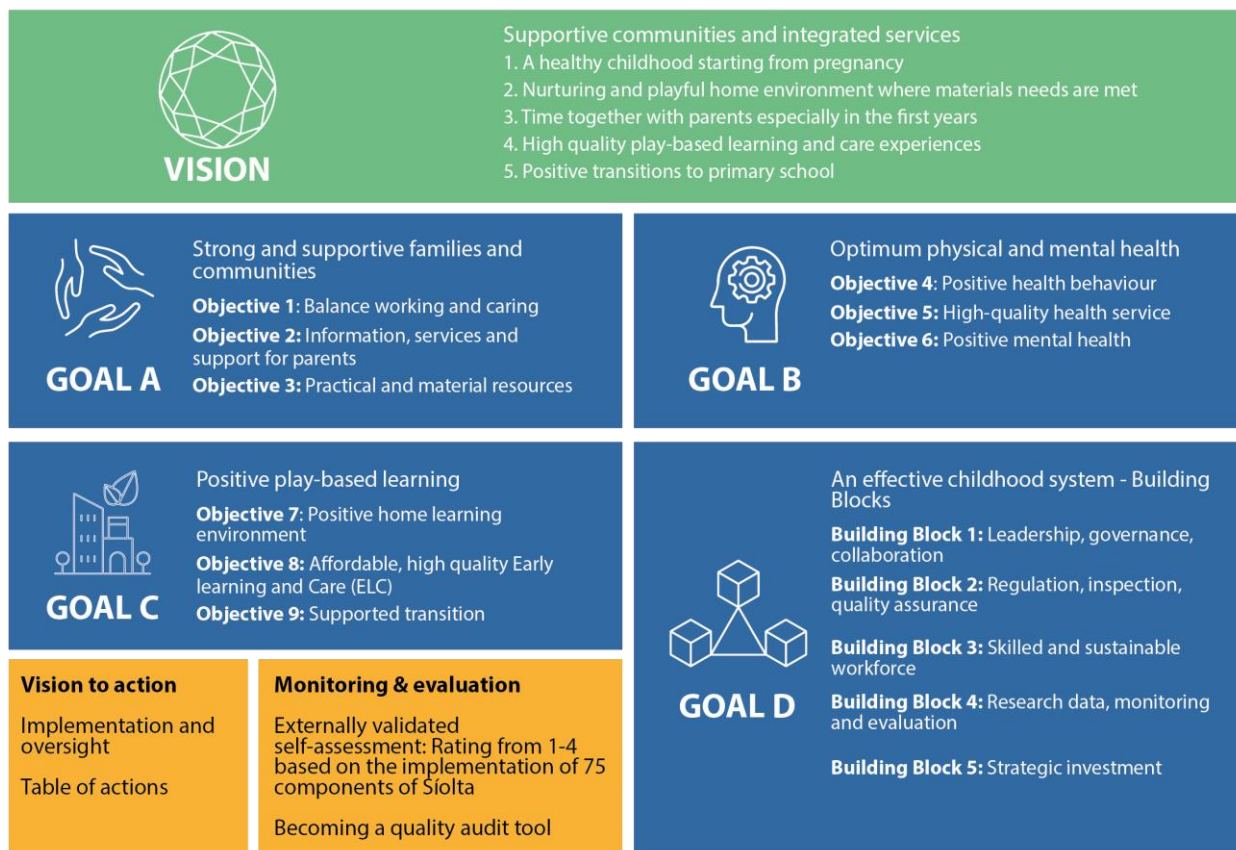 VISION
Supportive communities and integrated services
1. A healthy childhood starting from pregnancy
2. Nurturing and playful home environment where materials needs are met
3. Time together with parents especially in the first years
4. High quality play-based learning and care experiences
5. Positive transitions to primary school
GOAL A
Strong and supportive families and
communities
Objective 1: Balance working and caring
Objective 2: Information, services and
support for parents
Objective 3: Practical and material resources
GOAL B
Optimum physical and mental health
Objective 4: Positive health behaviour
Objective 5: High-quality health service
Objective 6: Positive mental health
GOAL C
Positive play-based learning
Objective 7: Positive home learning
environment
Objective 8: Affordable, high quality Early
learning and Care (ELC)
Objective 9: Supported transition
GOAL D
An effective childhood system - Building
Blocks
Building Block 1: Leadership, governance,
collaboration
Building Block 2: Regulation, inspection,
quality assurance
Building Block 3: Skilled and sustainable
workforce
Building Block 4: Research data, monitoring
and evaluation
Building Block 5: Strategic investment
Vision to action
Implementation and
oversight
Table of actions
Monitoring & evaluation
Externally validated
self-assessment: Rating from 1-4
based on the implementation of 75
components of Síolta
Becoming a quality audit tool